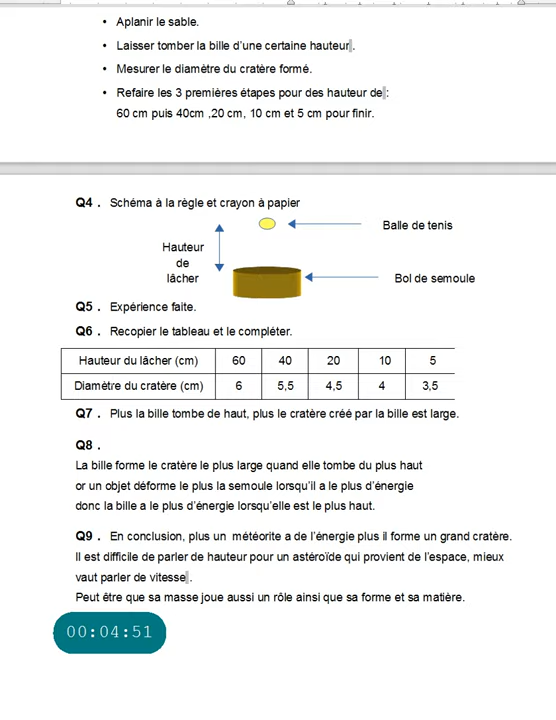 • Aplanir le sable.
• Laisser tomber la bille d'une certaine hauteur .
• Mesurer le diamètre du cratère formé.
• Refaire les 3 premières étapes pour des hauteur de :
60 cm puis 40cm ,20 cm, 10 cm et 5 cm pour finir.
Q4 . Schéma à la règle et crayon à papier
Balle de tenis
Hauteur
de
lâcher
Bol de semoule
Q5 . Expérience faite.
Q6 . Recopier le tableau et le compléter.
Hauteur du lâcher (cm) 60 40 20 10 5
Diamètre du cratère (cm) 6 5,5 4,5 4 3,5
Q7 . Plus la bille tombe de haut, plus le cratère créé par la bille est large.
Q8 .
La bille forme le cratère le plus large quand elle tombe du plus haut
or un objet déforme le plus la semoule lorsqu'il a le plus d'énergie
donc la bille a le plus d'énergie lorsqu'elle est le plus haut.
Q9 . En conclusion, plus un météorite a de l'énergie plus il forme un grand cratère.
Il est difficile de parler de hauteur pour un astéroïde qui provient de l'espace, mieux
vaut parler de vitesse .
Peut être que sa masse joue aussi un rôle ainsi que sa forme et sa matière.
00:04:51